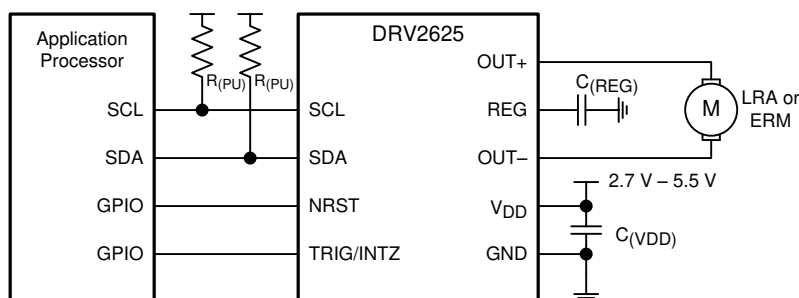 Application
Processor
SCL
SDA
GPIO
GPIO
R(PU)
R(PU)
DRV2625
SCL
SDA
NRST
TRIG/INTZ
OUT+
REG
OUT–
VDD
GND
C(REG)
M
LRA or
ERM
2.7 V – 5.5 V
C(VDD)